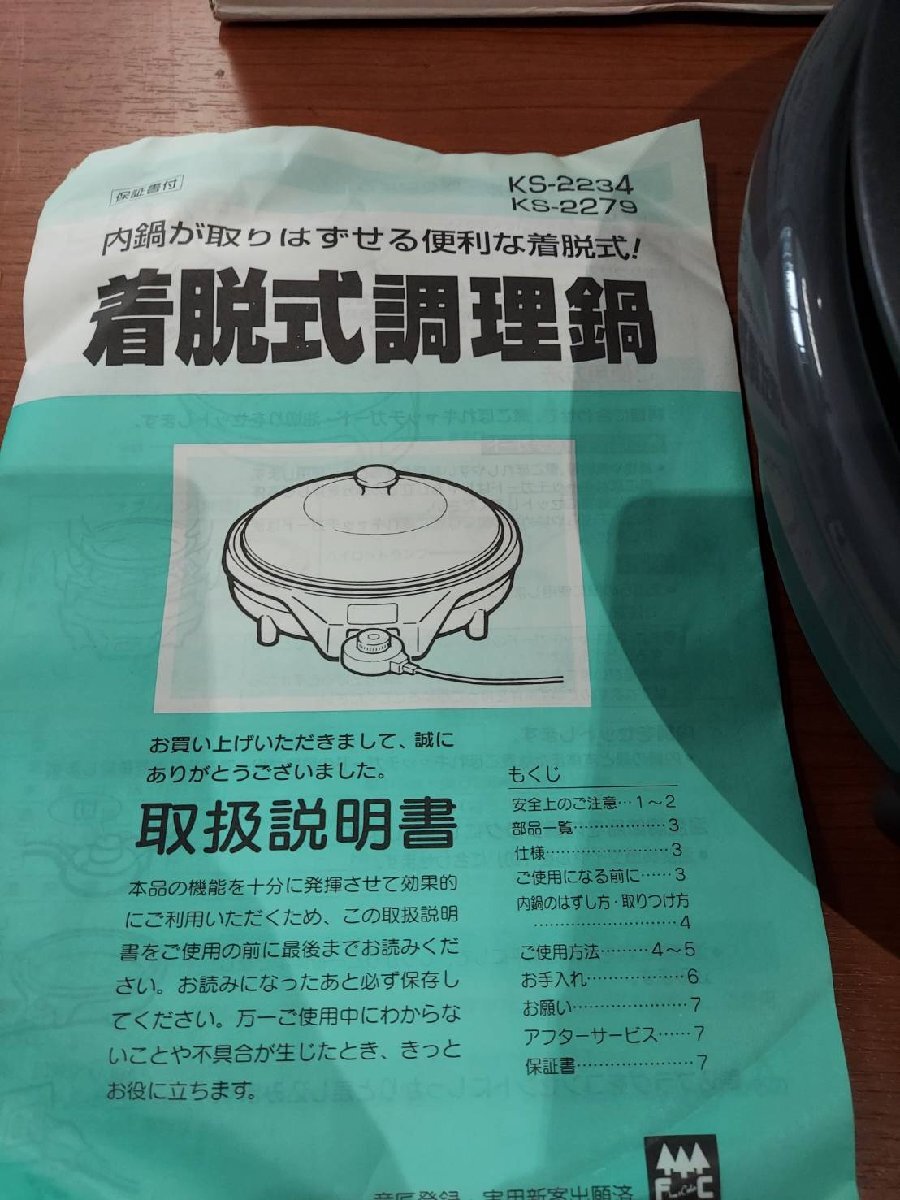 保証書付
KS-2234
KS-2279
内鍋が取りはずせる便利な着脱式!
着脱式調理鍋
お買い上げいただきまして、誠に
ありがとうございました。
取扱説明書
本品の機能を十分に発揮させて効果的
にご利用いただくため、この取扱説明
書をご使用の前に最後までお読みくだ
さい。お読みになったあと必ず保存し
てください。万一ご使用中にわからな
いことや不具合が生じたとき、きっと
お役に立ちます。
もくじ
安全上のご注意…1〜2
部品一覧………………3
仕様……………………3
ご使用になる前に……3
内鍋のはずし方・取りつけ方
………………………4
ご使用方法………4〜5
お手入れ………………6
お願い…………………7
アフターサービス……7
保証書…………………7
意匠登録・実用新案出願済
F C